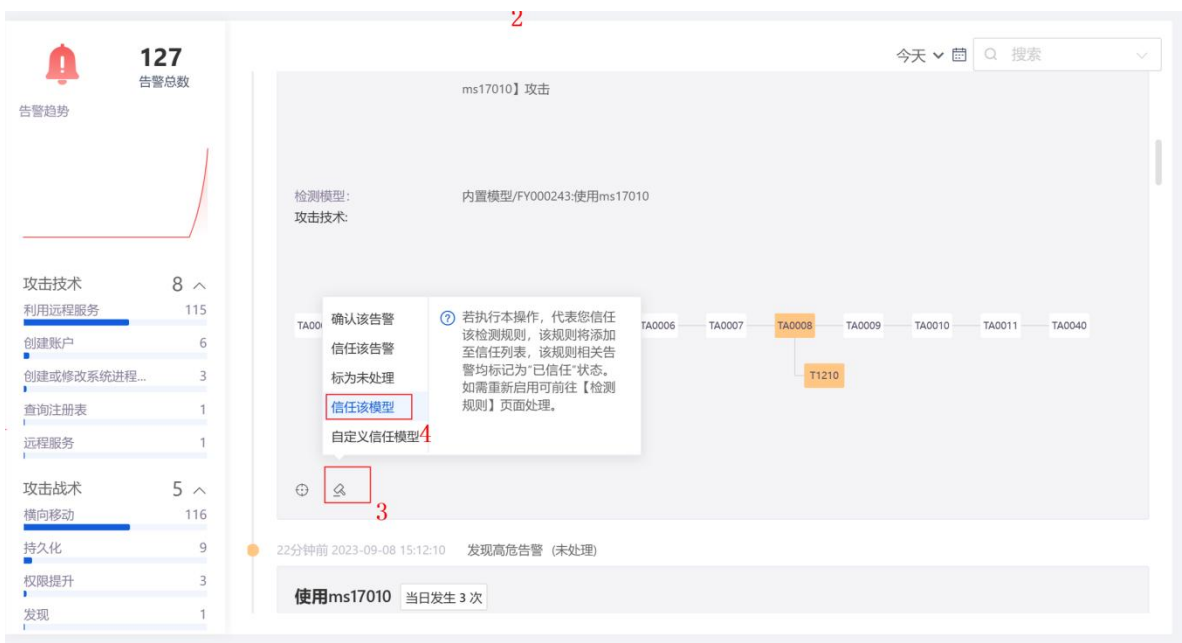 2
127
告警总数
告警趋势
攻击技术 8
利用远程服务 115
创建账户 6
创建或修改系统进程... 3
查询注册表 1
远程服务 1
攻击战术 5
横向移动 116
持久化 9
权限提升 3
发现 1
今天 搜索
ms17010】攻击
检测模型: 内置模型/FY000243:使用ms17010
攻击技术:
TA0006 TA0007 TA0008 TA0009 TA0010 TA0011 TA0040
T1210
确认该告警
信任该告警
标为未处理
信任该模型
自定义信任模型
4
若执行本操作，代表您信任
该检测规则，该规则将添加
至信任列表，该规则相关告
警均标记为“已信任”状态。
如需重新启用可前往【检测
规则】页面处理。
3
22分钟前 2023-09-08 15:12:10 发现高危告警 (未处理)
使用ms17010 当日发生 3 次